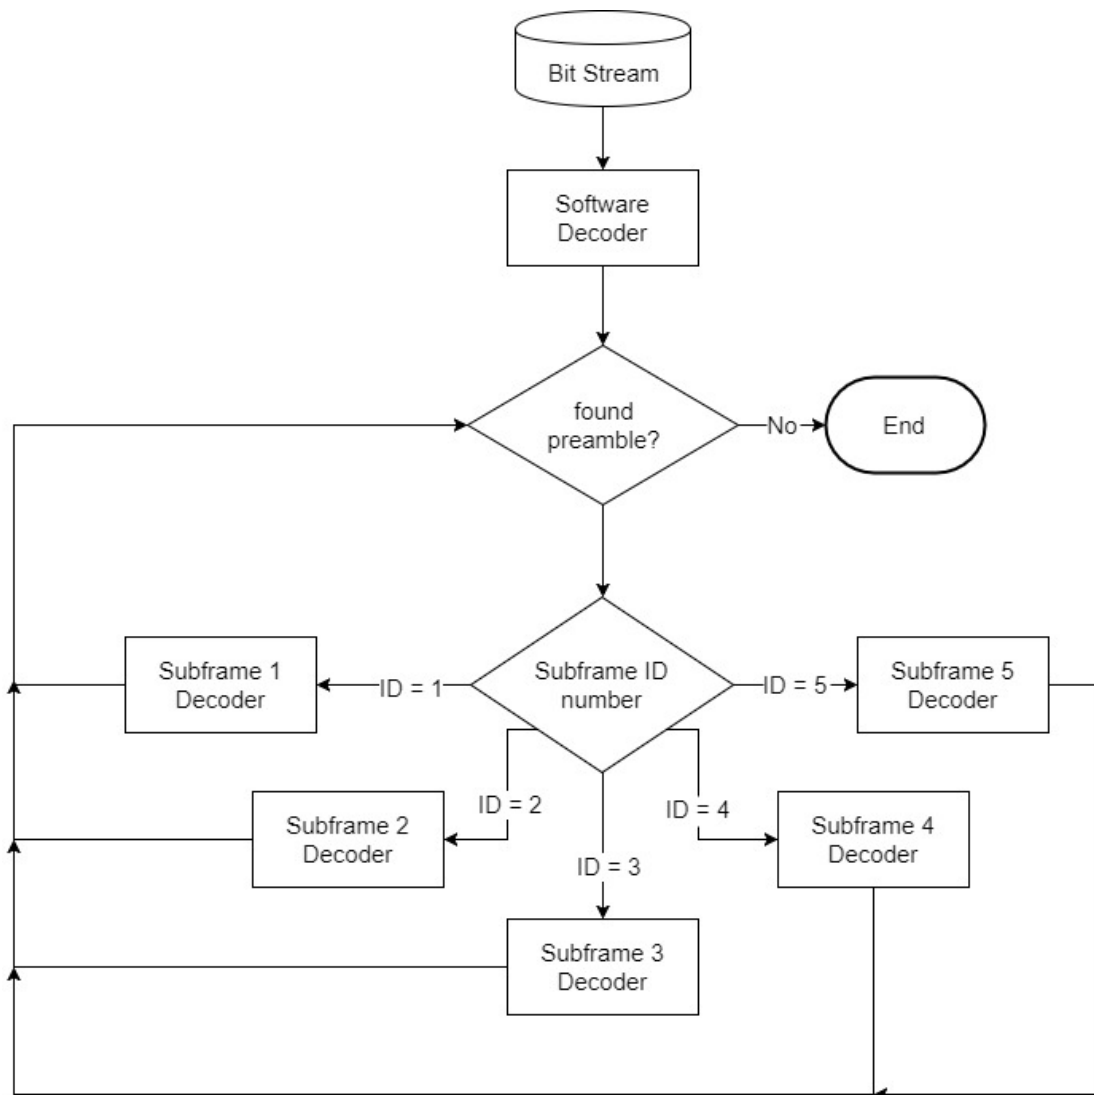 Bit Stream
Software
Decoder
found
preamble?
No
End
Subframe 1
Decoder
ID = 1
Subframe ID
number
ID = 5
Subframe 5
Decoder
Subframe 2
Decoder
ID = 2
ID = 4
Subframe 4
Decoder
ID = 3
Subframe 3
Decoder